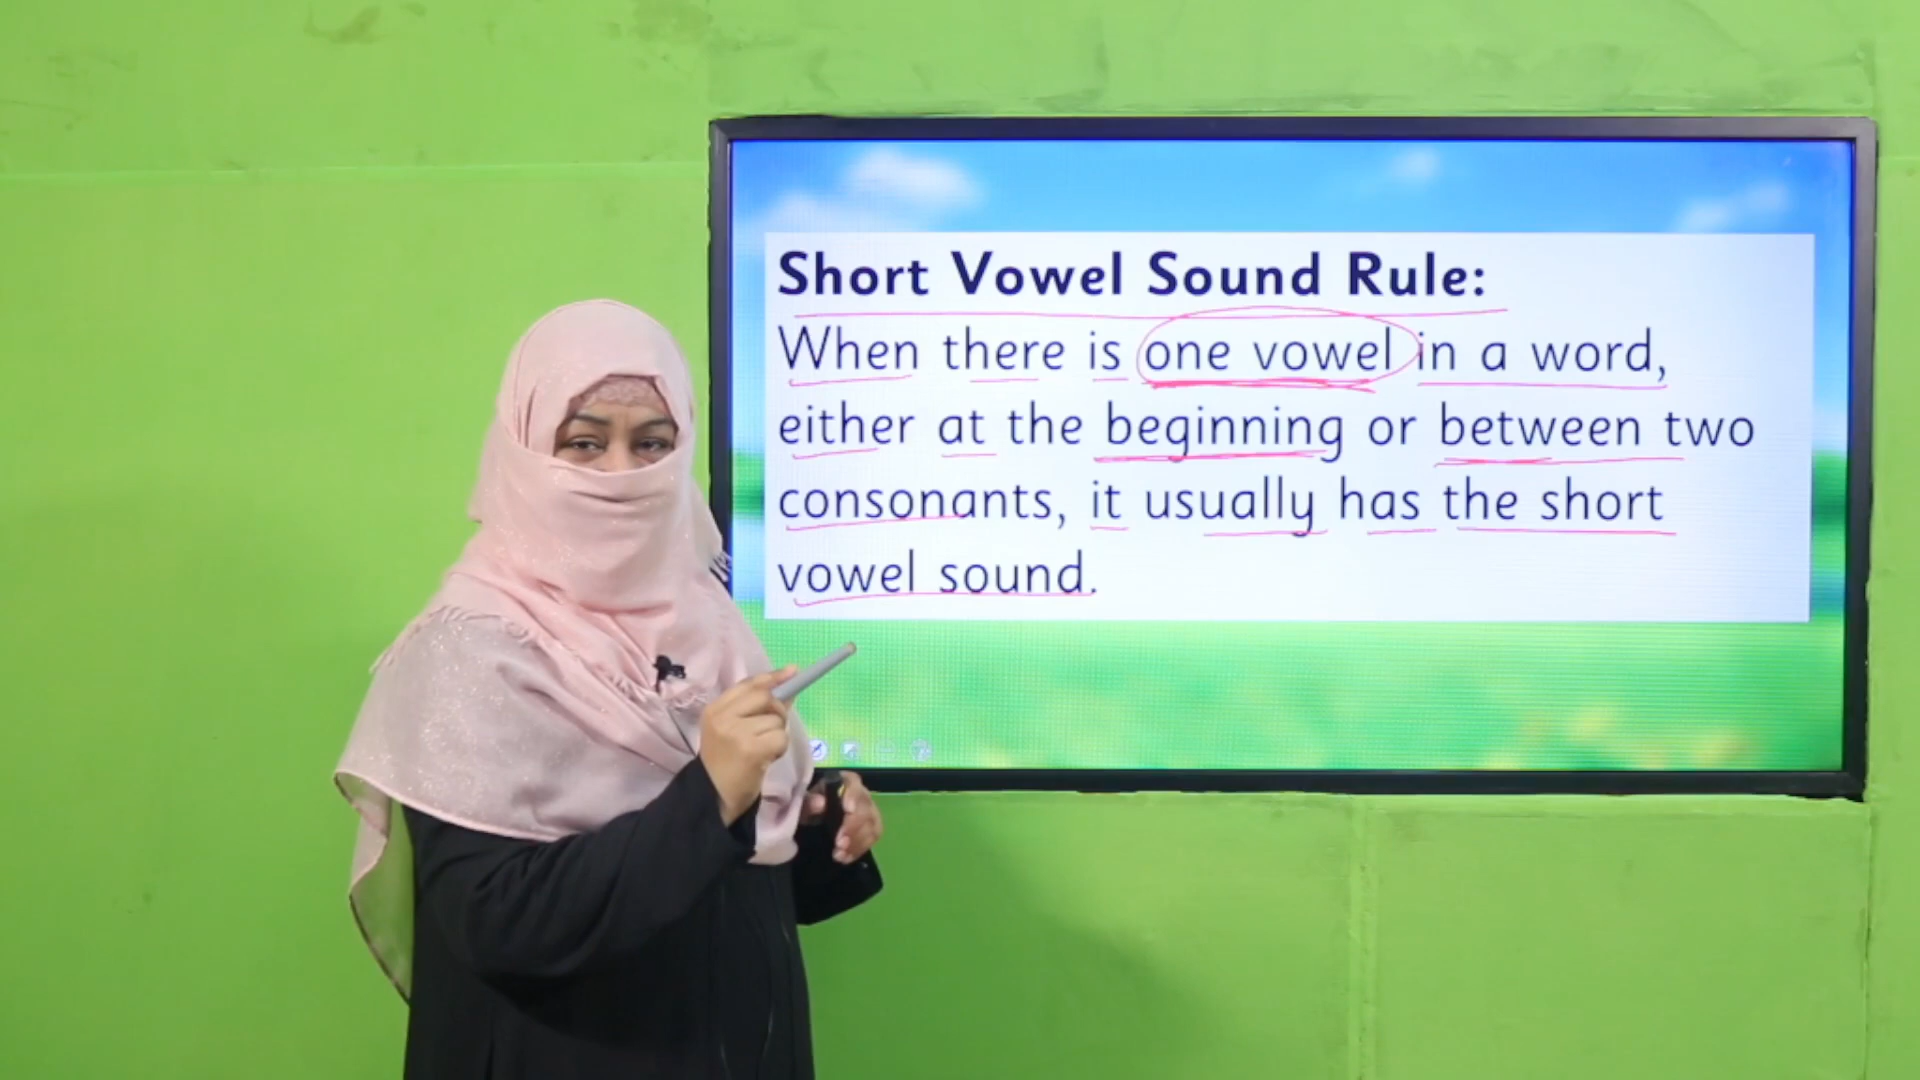 Short Vowel Sound Rule:
When there is one vowel in a word,
either at the beginning or between two
consonants, it usually has the short
vowel sound.